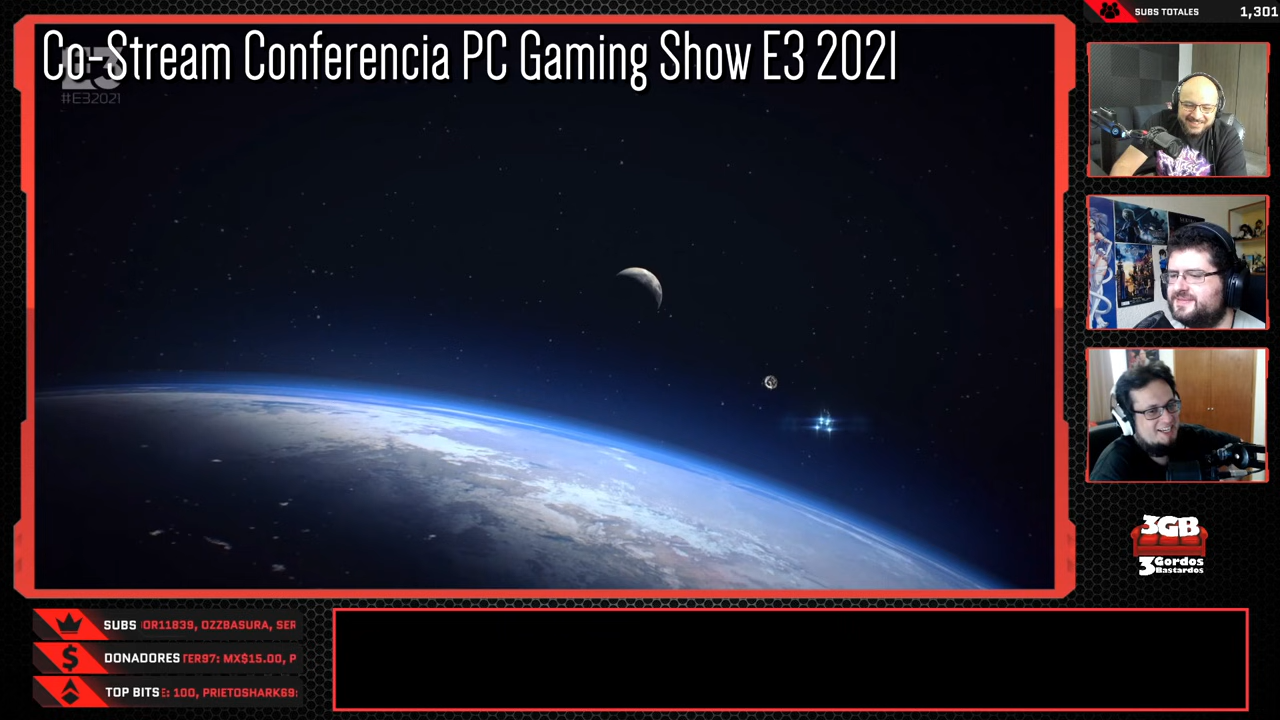 Co-Stream Conferencia PC Gaming Show E3 2021
E3
#E32021
SUBS TOTALES 1,301
3GB
3 Gordos
Bastardos
SUBS OR11839, OZZBASURA, SER
DONADORES TER97: MX$15.00, P
TOP BITS E: 100, PRIETOSHARK69: